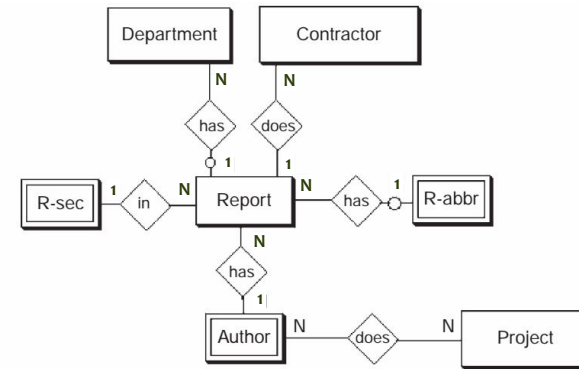 Department
Contractor
N
N
has
does
1
1
R-sec
1
in
N
Report
N
has
1
R-abbr
N
has
1
Author
N
does
N
Project